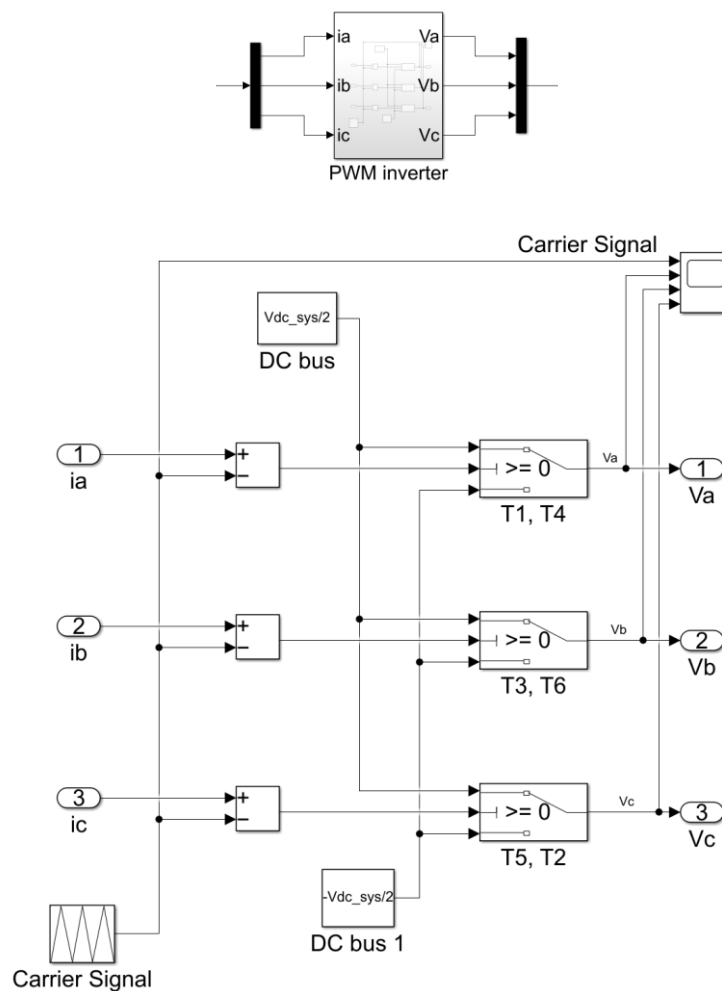 ia Va
ib Vb
ic Vc
PWM inverter
Carrier Signal
Vdc_sys/2
DC bus
1
ia
+
−
>= 0
T1, T4
Va
1
Va
2
ib
+
−
>= 0
T3, T6
Vb
2
Vb
3
ic
+
−
>= 0
T5, T2
Vc
3
Vc
-Vdc_sys/2
DC bus 1
Carrier Signal